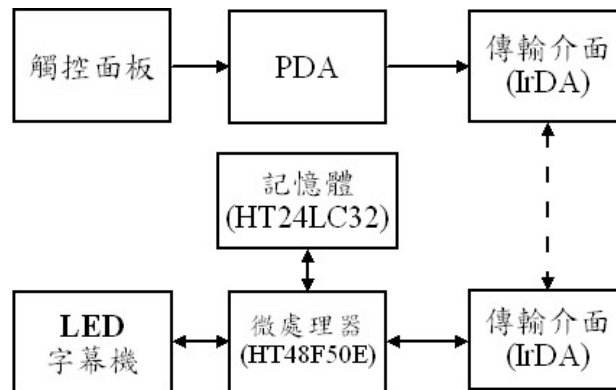 觸控面板
PDA
傳輸介面
(IrDA)
記憶體
(HT24LC32)
LED
字幕機
微處理器
(HT48F50E)
傳輸介面
(IrDA)